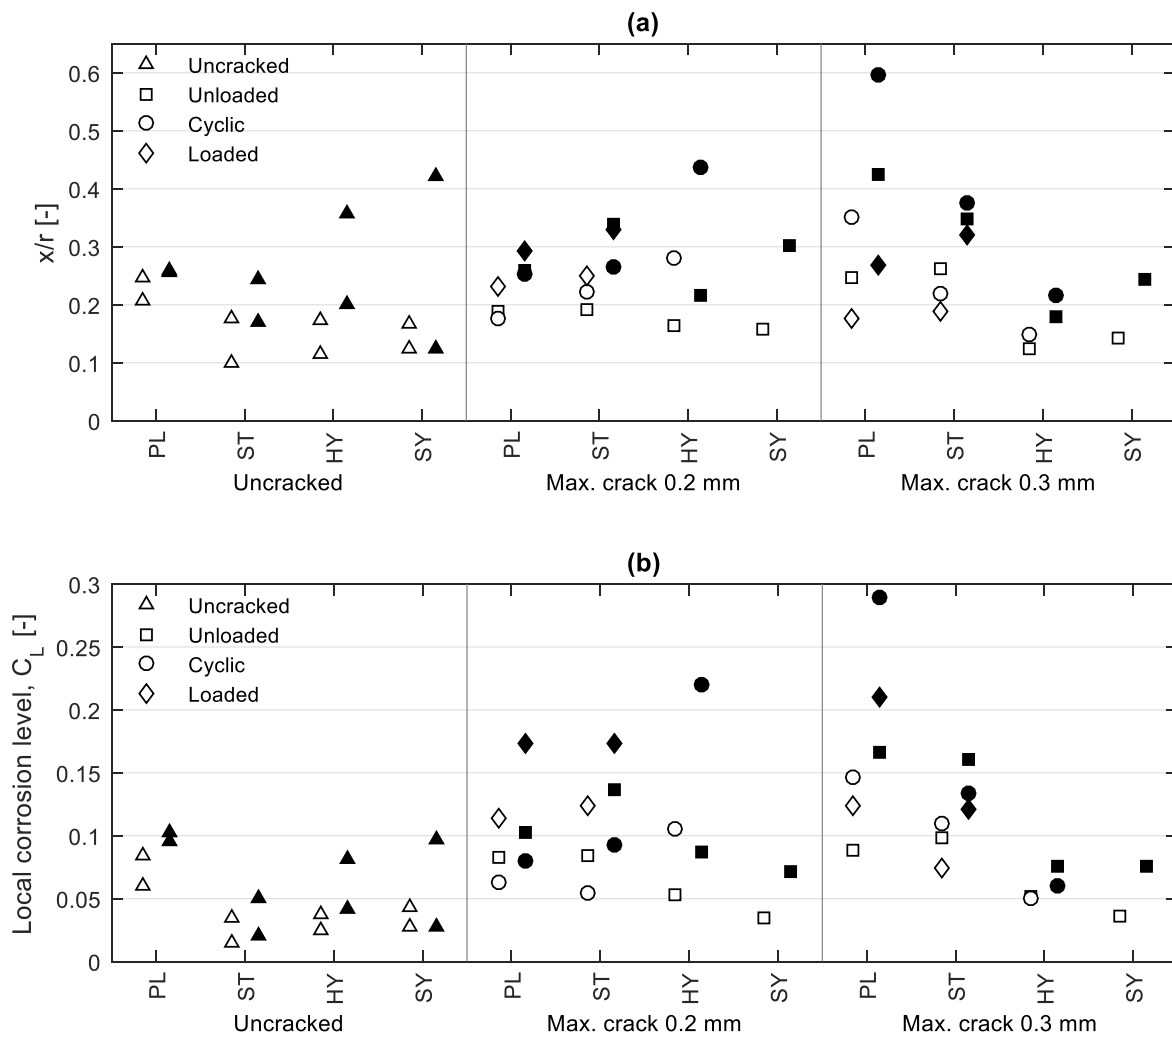 (a)
x/r [-]
0.6
0.5
0.4
0.3
0.2
0.1
0
Uncracked
Unloaded
Cyclic
Loaded
PL ST HY SY PL ST HY SY PL ST HY SY
Uncracked Max. crack 0.2 mm Max. crack 0.3 mm
(b)
Local corrosion level, C_L [-]
0.3
0.25
0.2
0.15
0.1
0.05
0
Uncracked
Unloaded
Cyclic
Loaded
PL ST HY SY PL ST HY SY PL ST HY SY
Uncracked Max. crack 0.2 mm Max. crack 0.3 mm